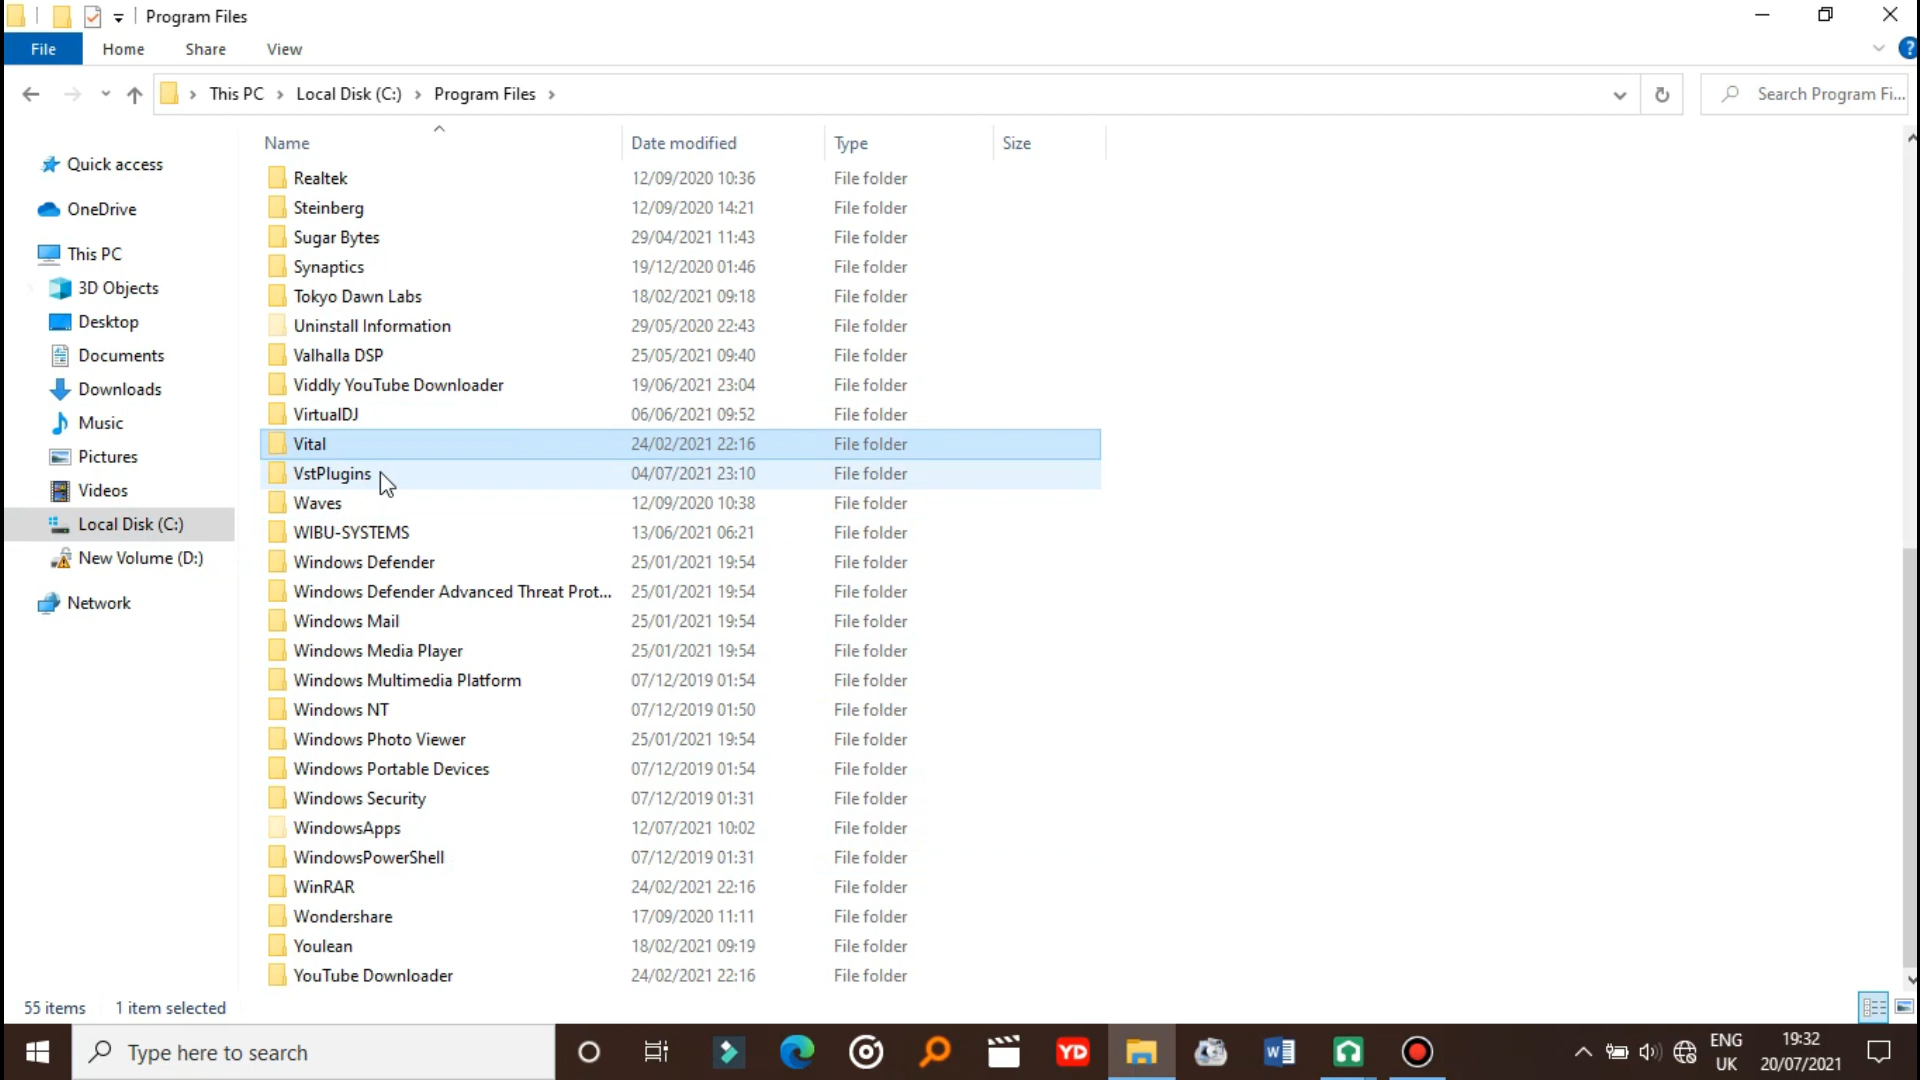 Program Files
File Home Share View
This PC Local Disk (C:) Program Files
Search Program Fi...
Name Date modified Type Size
Quick access
OneDrive
This PC
3D Objects
Desktop
Documents
Downloads
Music
Pictures
Videos
Local Disk (C:)
New Volume (D:)
Network
Realtek 12/09/2020 10:36 File folder
Steinberg 12/09/2020 14:21 File folder
Sugar Bytes 29/04/2021 11:43 File folder
Synaptics 19/12/2020 01:46 File folder
Tokyo Dawn Labs 18/02/2021 09:18 File folder
Uninstall Information 29/05/2020 22:43 File folder
Valhalla DSP 25/05/2021 09:40 File folder
Viddly YouTube Downloader 19/06/2021 23:04 File folder
VirtualDJ 06/06/2021 09:52 File folder
Vital 24/02/2021 22:16 File folder
VstPlugins 04/07/2021 23:10 File folder
Waves 12/09/2020 10:38 File folder
WIBU-SYSTEMS 13/06/2021 06:21 File folder
Windows Defender 25/01/2021 19:54 File folder
Windows Defender Advanced Threat Prot... 25/01/2021 19:54 File folder
Windows Mail 25/01/2021 19:54 File folder
Windows Media Player 25/01/2021 19:54 File folder
Windows Multimedia Platform 07/12/2019 01:54 File folder
Windows NT 07/12/2019 01:50 File folder
Windows Photo Viewer 25/01/2021 19:54 File folder
Windows Portable Devices 07/12/2019 01:54 File folder
Windows Security 07/12/2019 01:31 File folder
WindowsApps 12/07/2021 10:02 File folder
WindowsPowerShell 07/12/2019 01:31 File folder
WinRAR 24/02/2021 22:16 File folder
Wondershare 17/09/2020 11:11 File folder
Youlean 18/02/2021 09:19 File folder
YouTube Downloader 24/02/2021 22:16 File folder
55 items 1 item selected
Type here to search
YD
ENG
UK
19:32
20/07/2021